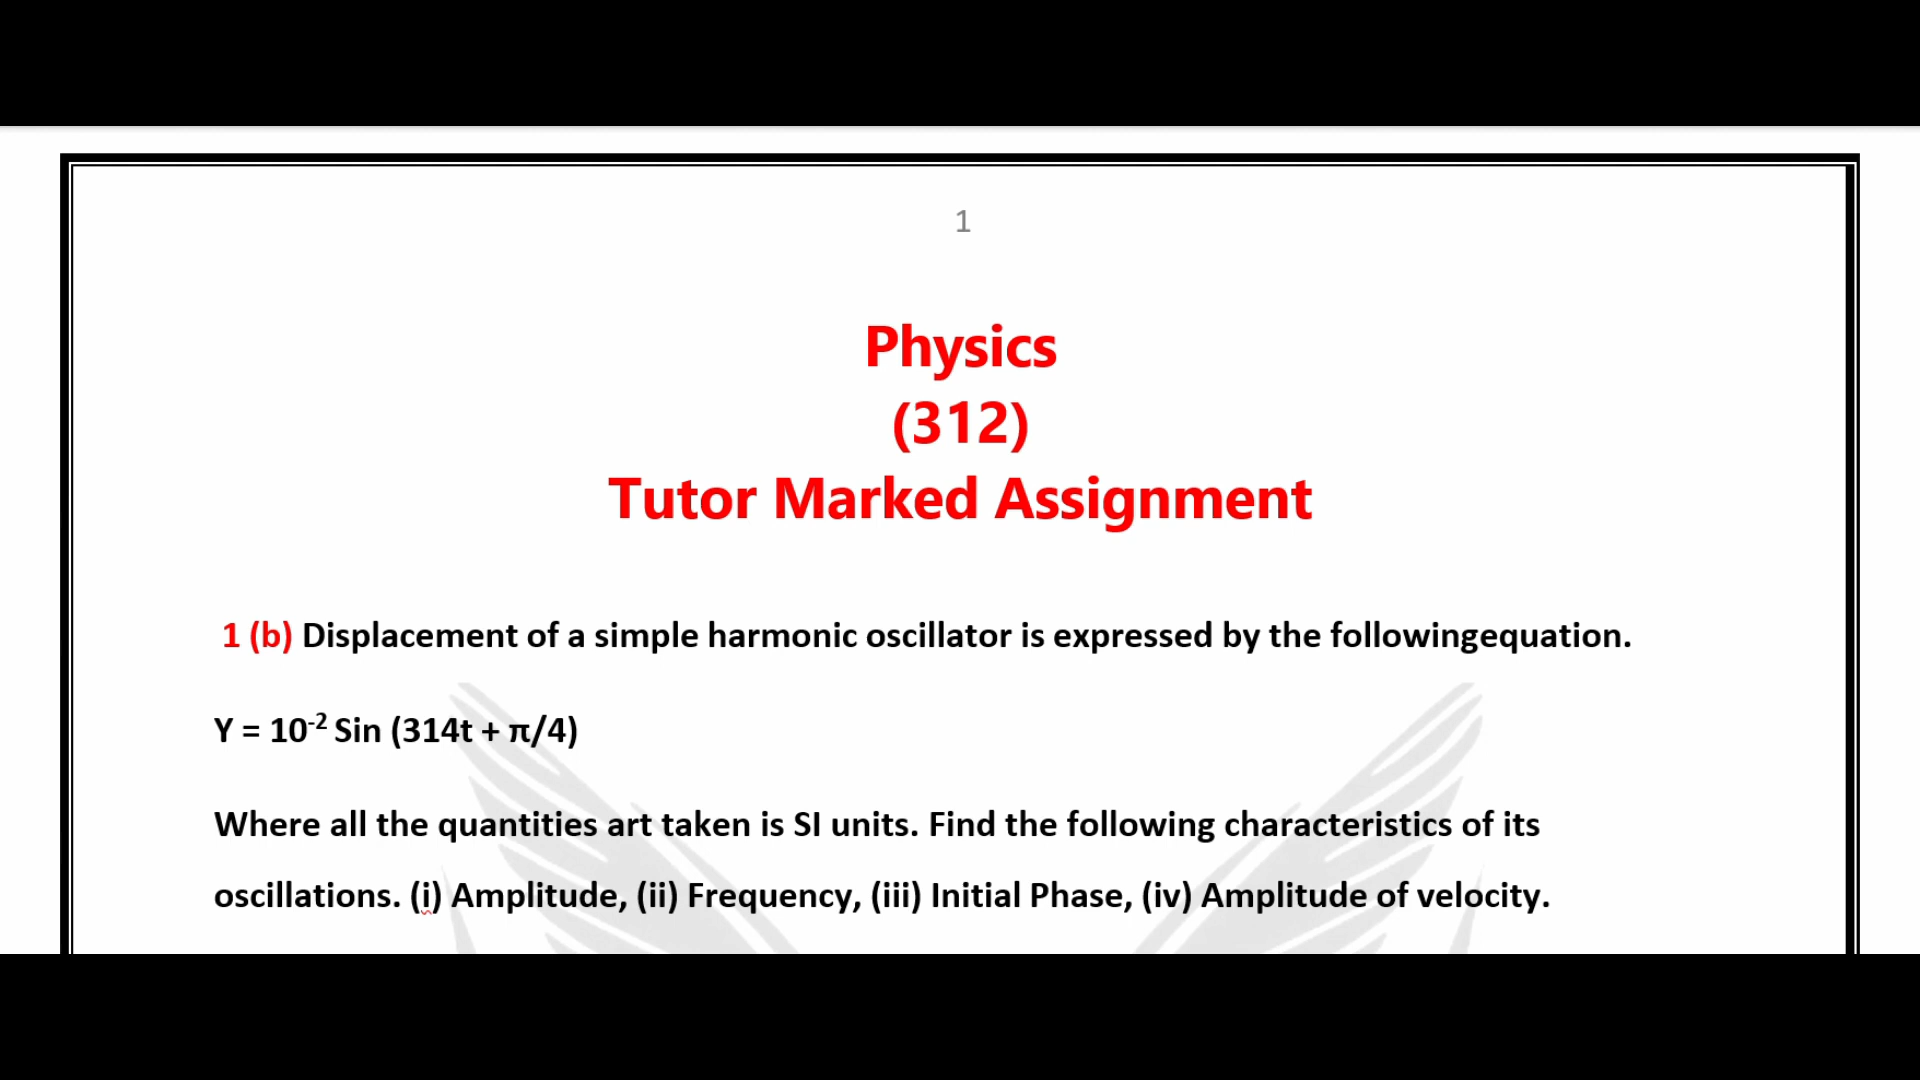 1
Physics
(312)
Tutor Marked Assignment
1 (b) Displacement of a simple harmonic oscillator is expressed by the followingequation.
Y = 10⁻² Sin (314t + π/4)
Where all the quantities art taken is SI units. Find the following characteristics of its
oscillations. (i) Amplitude, (ii) Frequency, (iii) Initial Phase, (iv) Amplitude of velocity.